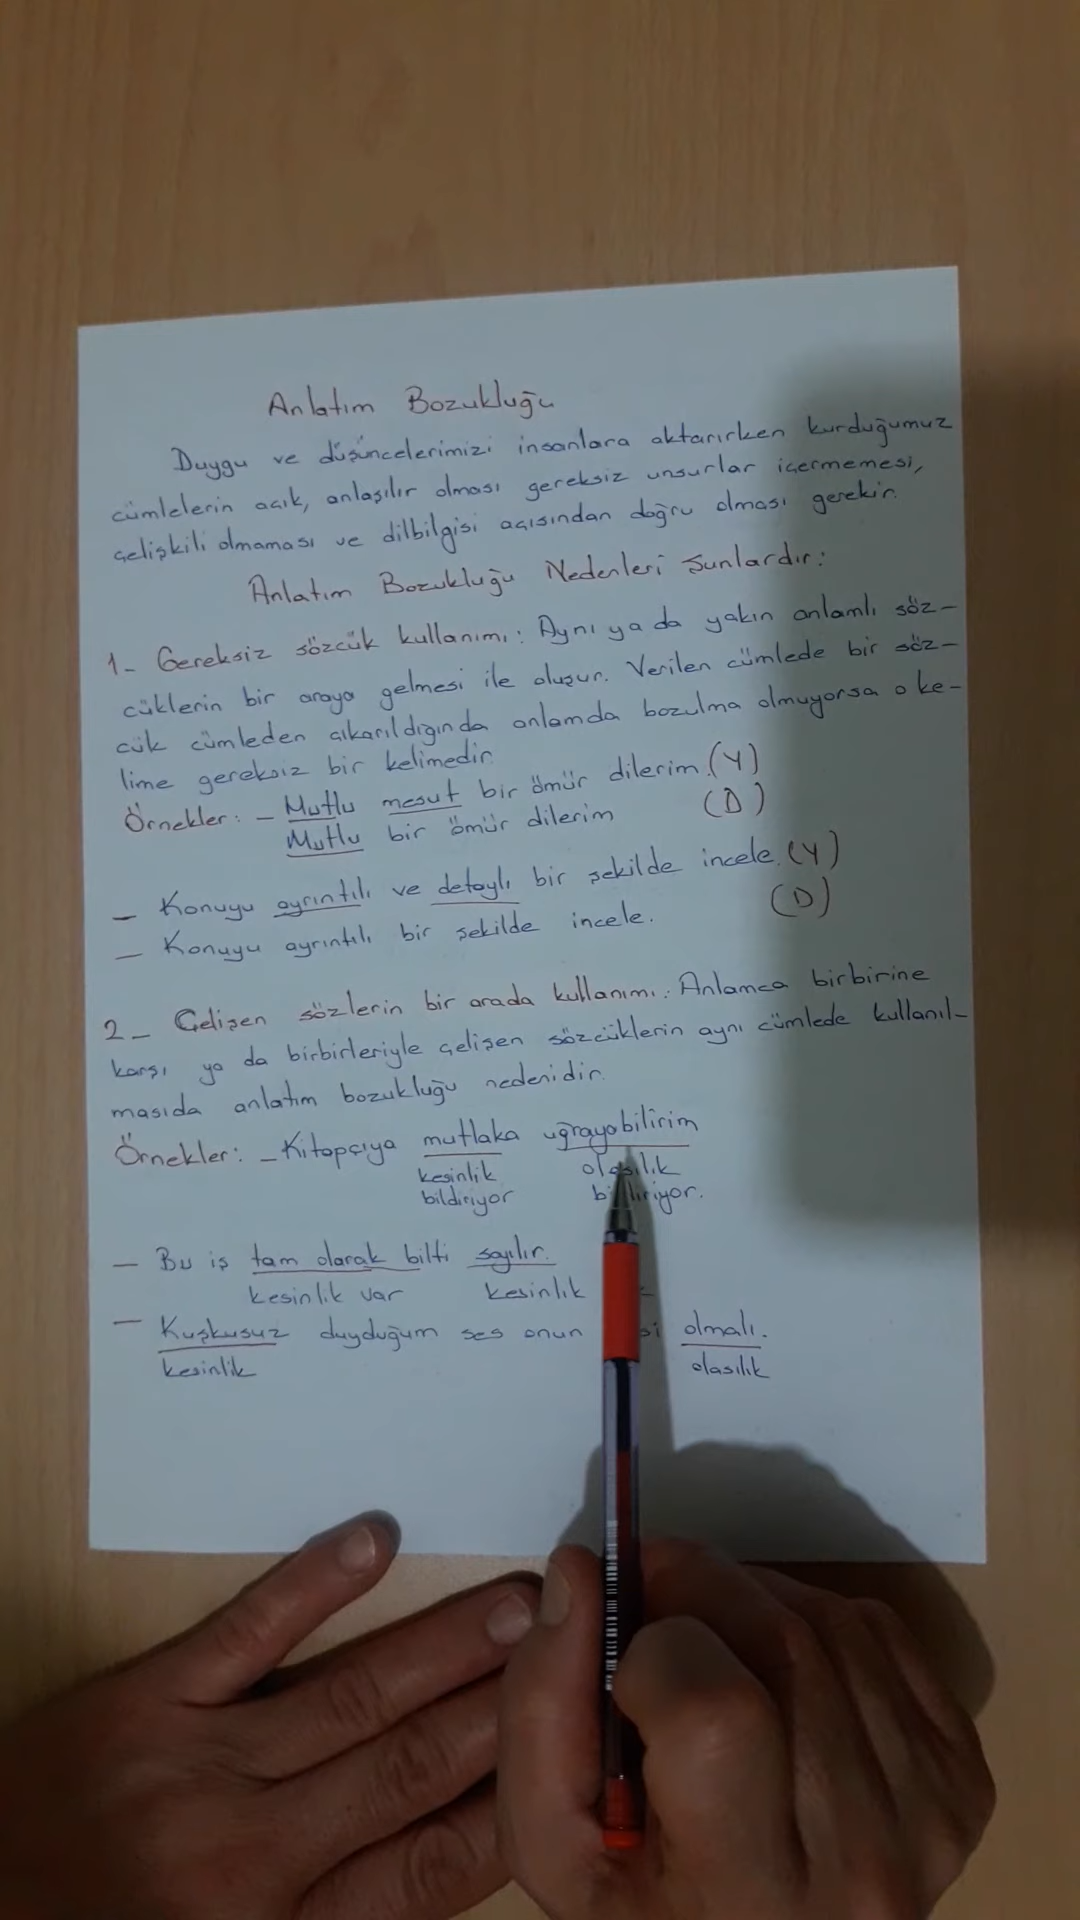 Anlatım Bozukluğu
Duygu ve düşüncelerimizi insanlara aktarırken kurduğumuz
cümlelerin açık, anlaşılır olması gereksiz unsurlar içermemesi,
çelişkili olmaması ve dilbilgisi açısından doğru olması gerekir.
Anlatım Bozukluğu Nedenleri Şunlardır:
1- Gereksiz sözcük kullanımı: Aynı ya da yakın anlamlı söz-
cüklerin bir araya gelmesi ile oluşur. Verilen cümlede bir söz-
cük cümleden çıkarıldığında anlamda bozulma olmuyorsa o ke-
lime gereksiz bir kelimedir.
Örnekler: - Mutlu mesut bir ömür dilerim. (Y)
Mutlu bir ömür dilerim (D)
- Konuyu ayrıntılı ve detaylı bir şekilde incele. (Y)
- Konuyu ayrıntılı bir şekilde incele. (D)
2- Çelişen sözlerin bir arada kullanımı: Anlamca birbirine
karşı ya da birbirleriyle çelişen sözcüklerin aynı cümlede kullanıl-
masıda anlatım bozukluğu nedenidir.
Örnekler: - Kitapçıya mutlaka uğrayabilirim
kesinlik olasılık
bildiriyor bildiriyor.
- Bu iş tam olarak bitti sayılır.
kesinlik var kesinlik
- Kuşkusuz duyduğum ses onun olmalı.
kesinlik olasılık